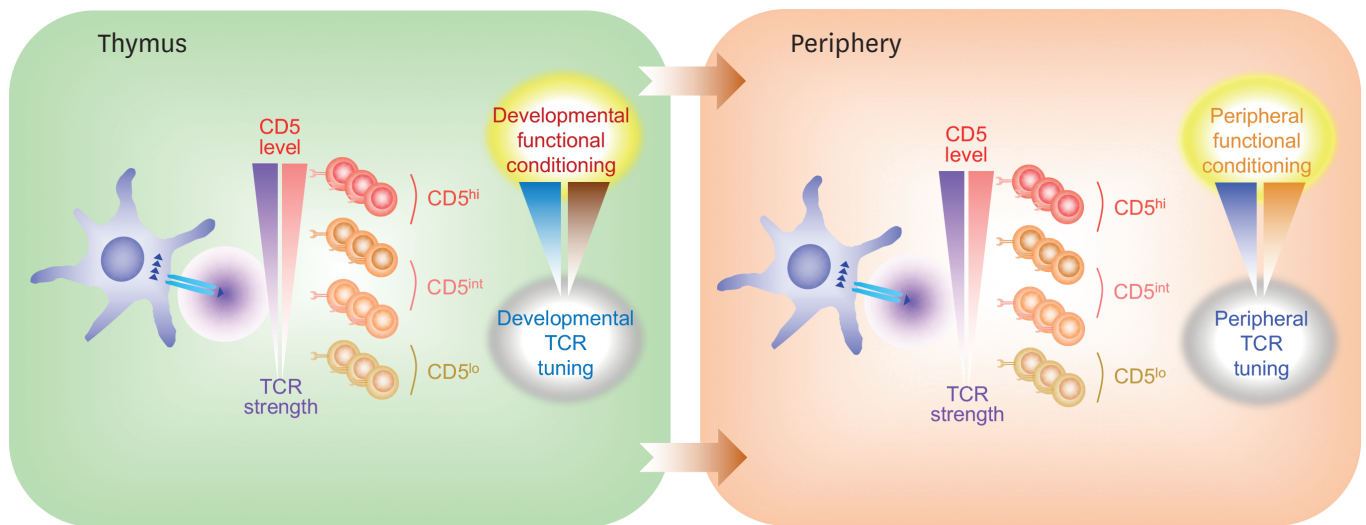 Thymus
CD5
level
CD5hi
CD5int
CD5lo
TCR
strength
Developmental
functional
conditioning
Developmental
TCR
tuning
Periphery
CD5
level
CD5hi
CD5int
CD5lo
TCR
strength
Peripheral
functional
conditioning
Peripheral
TCR
tuning